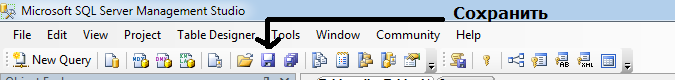 Microsoft SQL Server Management Studio
Сохранить
File Edit View Project Table Designer Tools Window Community Help
New Query